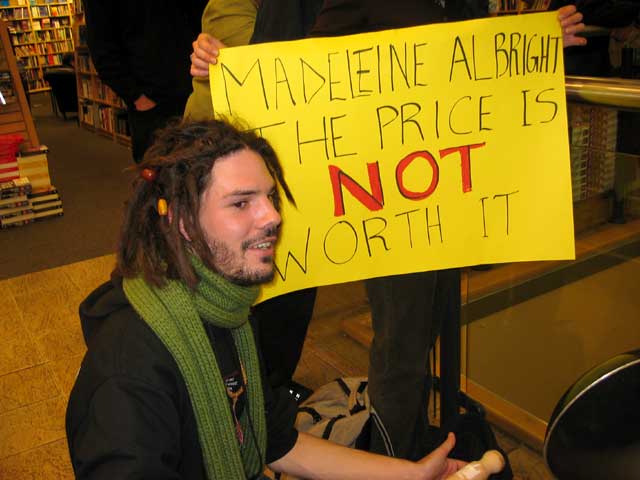 MADELEINE ALBRIGHT
THE PRICE IS
NOT
WORTH IT